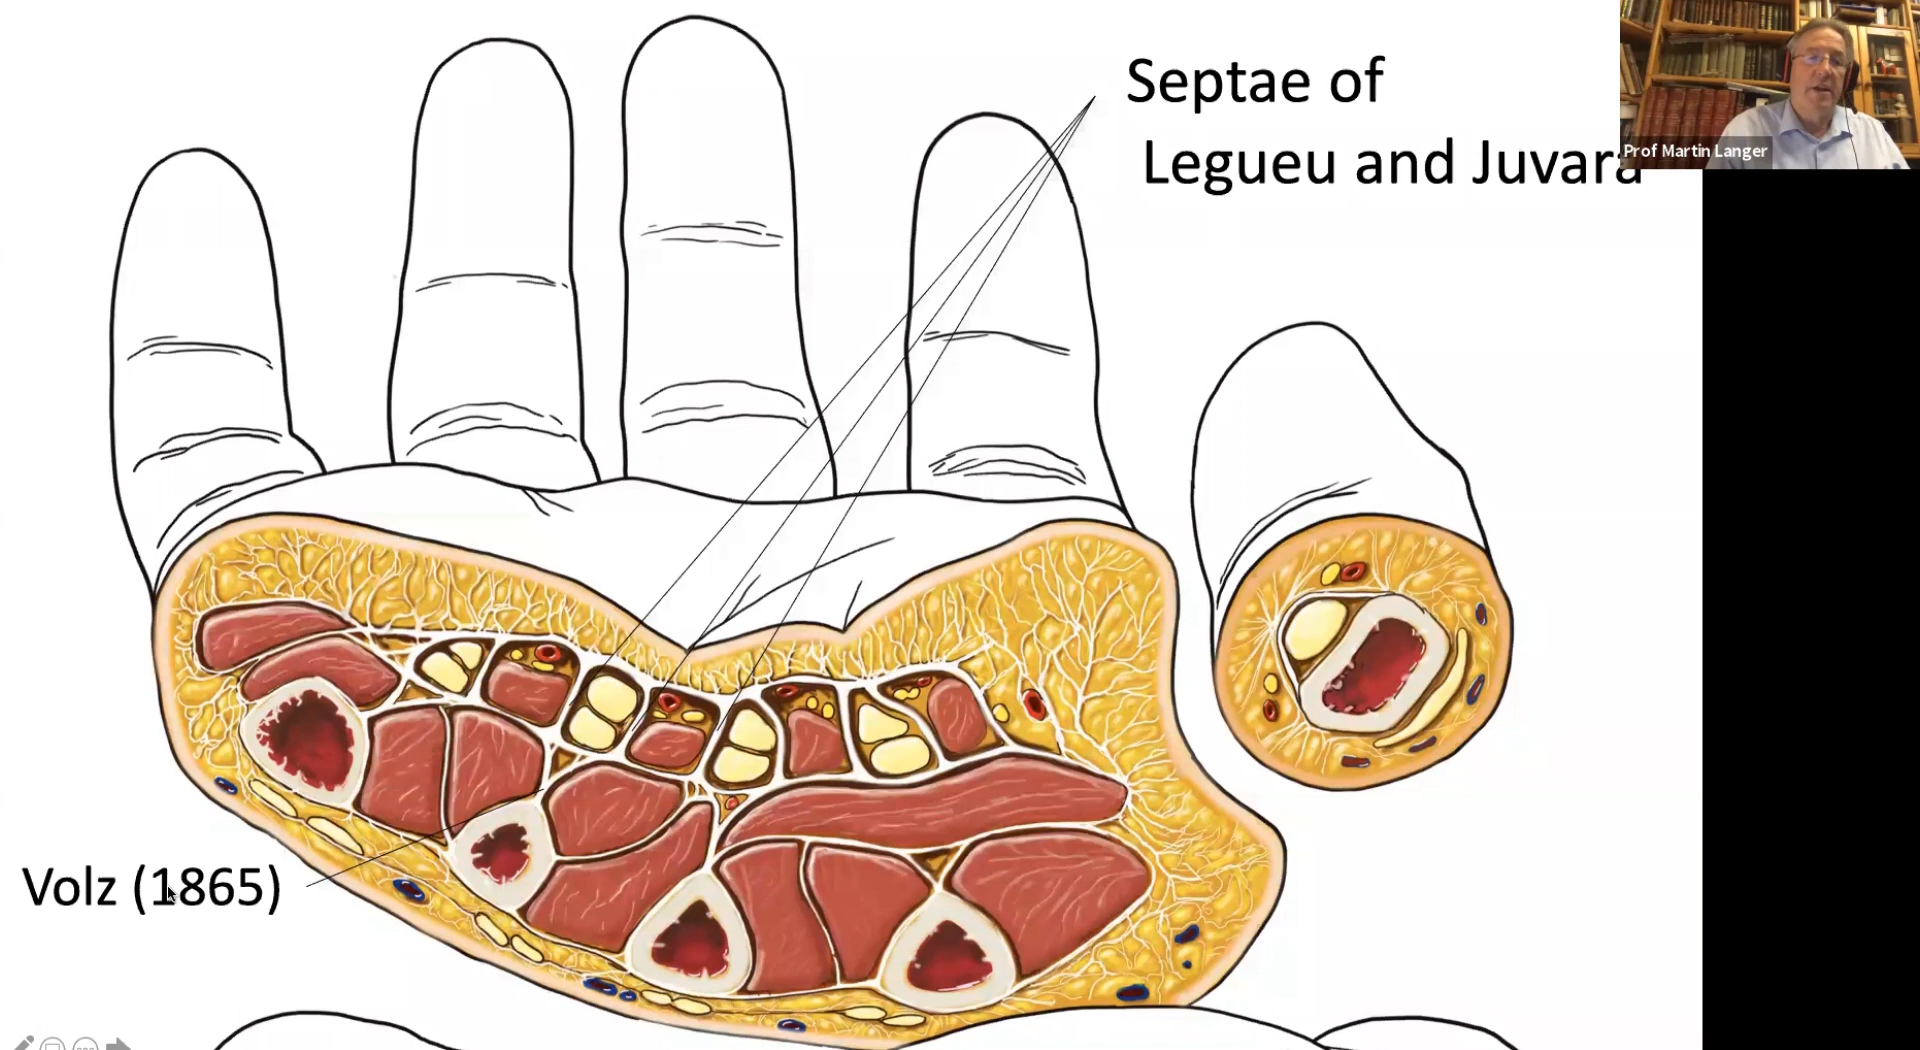 Septae of
Legueu and Juvara
Prof Martin Langer
Volz (1865)